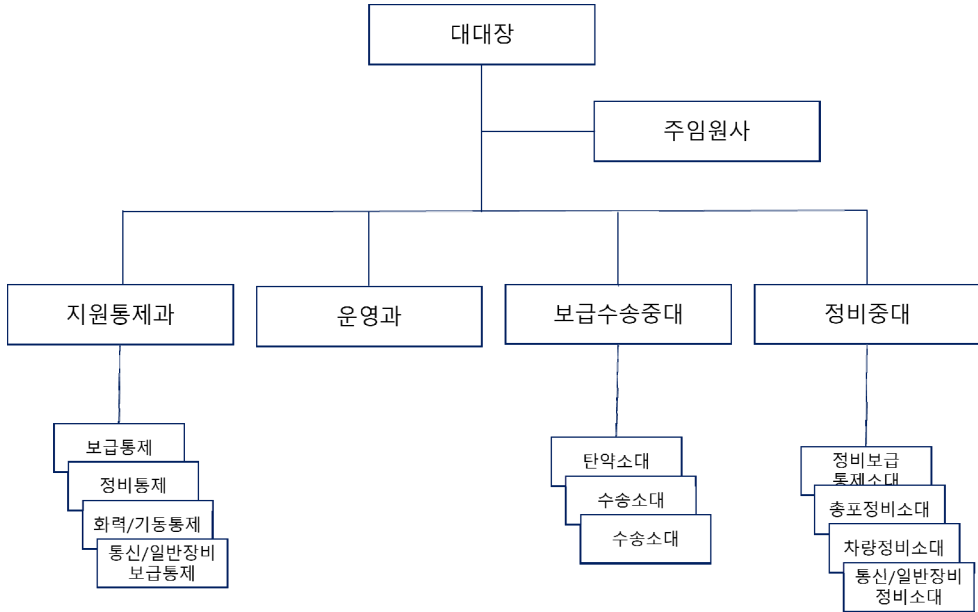 대대장
주임원사
지원통제과
운영과
보급수송중대
정비중대
보급통제
정비통제
화력/기동통제
통신/일반장비
보급통제
탄약소대
수송소대
수송소대
정비보급
통제소대
총포정비소대
차량정비소대
통신/일반장비
정비소대